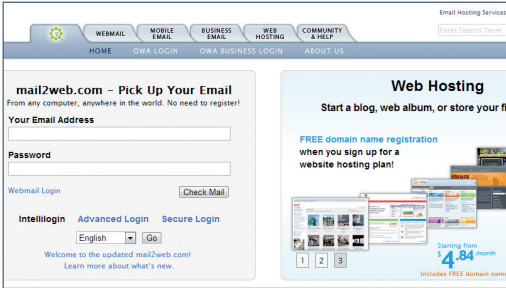 Email Hosting Services
WEBMAIL
MOBILE EMAIL
BUSINESS EMAIL
WEB HOSTING
COMMUNITY & HELP
Enter Search Term
HOME OWA LOGIN OWA BUSINESS LOGIN ABOUT US
mail2web.com – Pick Up Your Email
From any computer, anywhere in the world. No need to register!
Your Email Address
Password
Webmail Login Check Mail
Intellilogin Advanced Login Secure Login
English Go
Welcome to the updated mail2web.com!
Learn more about what's new.
Web Hosting
Start a blog, web album, or store your fi
FREE domain name registration
when you sign up for a
website hosting plan!
1 2 3
Starting from
$4.84/month
Includes FREE domain name